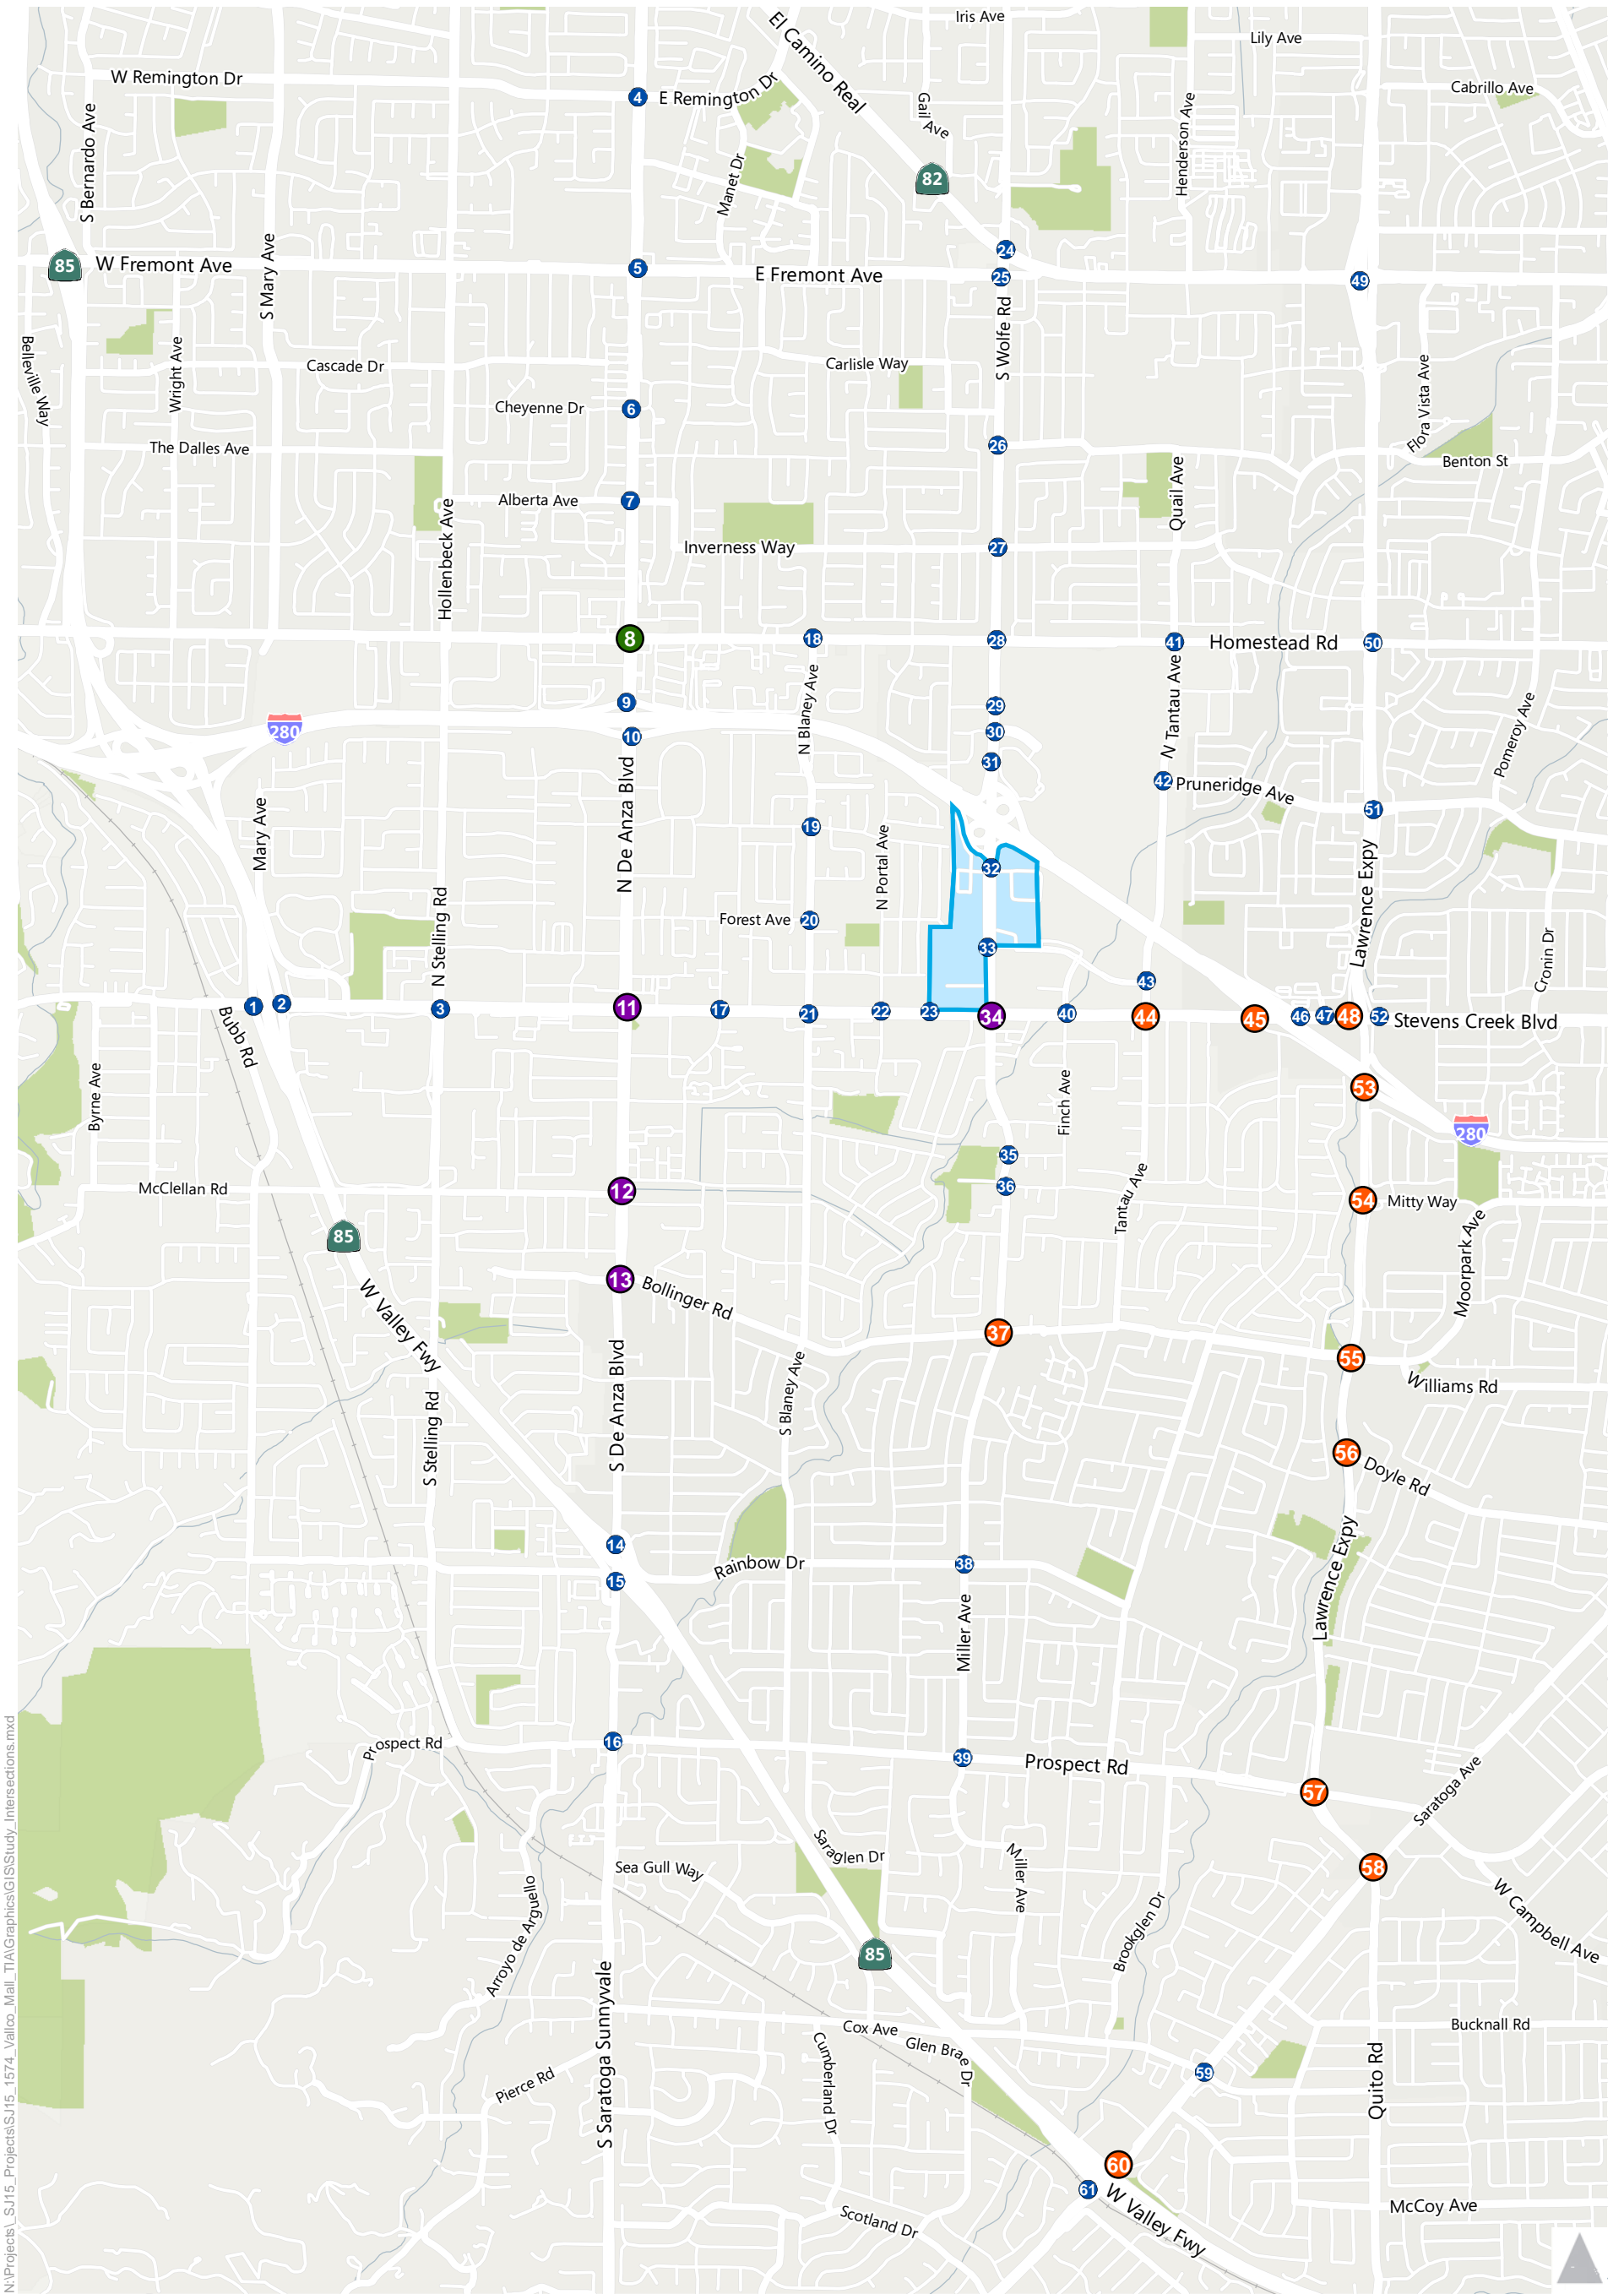 Iris Ave
El Camino Real
Lily Ave
W Remington Dr
4
E Remington Dr
Cabrillo Ave
Gail Ave
Henderson Ave
S Bernardo Ave
Manet Dr
82
S Mary Ave
85
W Fremont Ave
5
E Fremont Ave
24
25
49
S Wolfe Rd
Belleville Way
Wright Ave
Cascade Dr
Carlisle Way
Flora Vista Ave
Cheyenne Dr
6
The Dalles Ave
26
Benton St
Quail Ave
Hollenbeck Ave
Alberta Ave
7
Inverness Way
27
8
18
28
41
Homestead Rd
50
N Blaney Ave
N Tantau Ave
9
29
280
10
30
31
Pomeroy Ave
42
Pruneridge Ave
51
N De Anza Blvd
Mary Ave
19
N Portal Ave
32
Lawrence Expy
N Stelling Rd
Forest Ave
20
33
Cronin Dr
43
1
2
3
11
17
21
22
23
34
40
44
45
46
47
48
52
Stevens Creek Blvd
Bubb Rd
Byrne Ave
Finch Ave
53
280
35
36
McClellan Rd
12
Tantau Ave
54
Mitty Way
85
Moorpark Ave
13
Bollinger Rd
W Valley Fwy
37
55
S De Anza Blvd
S Blaney Ave
Williams Rd
S Stelling Rd
56
Doyle Rd
14
15
Rainbow Dr
38
Lawrence Expy
Miller Ave
Prospect Rd
16
39
Prospect Rd
57
Saratoga Ave
Saraglen Dr
Sea Gull Way
58
Miller Ave
W Campbell Ave
Arroyo de Arguello
Brookglen Dr
85
S Saratoga Sunnyvale
Cox Ave
Glen Brae Dr
Bucknall Rd
Cumberland Dr
59
Quito Rd
Pierce Rd
60
61
W Valley Fwy
McCoy Ave
Scotland Dr
N:\Projects\_SJ15_Projects\SJ15_1574_Vallco_Mall_TIA\Graphics\GIS\Study_Intersections.mxd